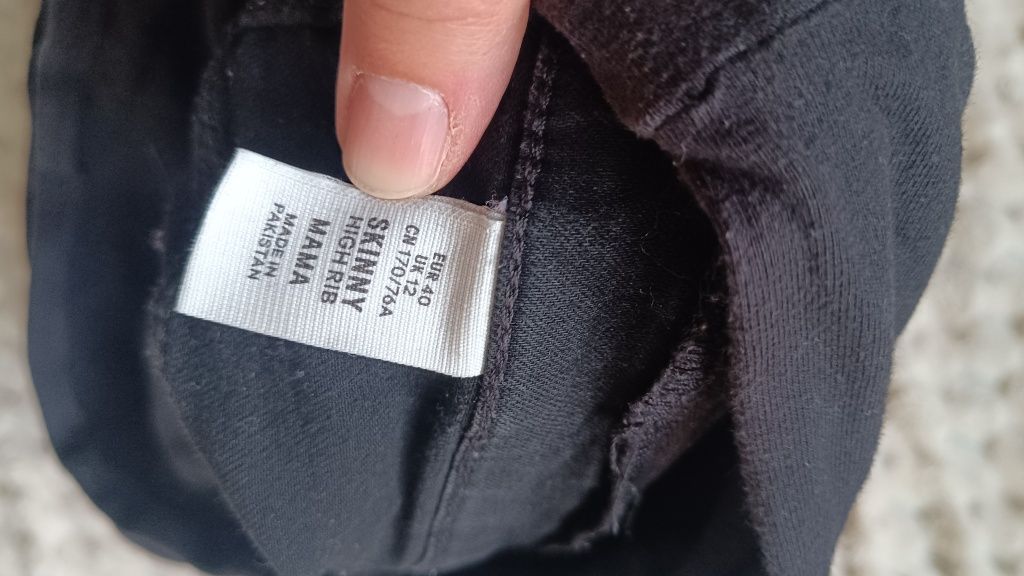 EUR 40
UK 12
CN 170/76A
SKINNY
HIGH RIB
MAMA
MADE IN
PAKISTAN